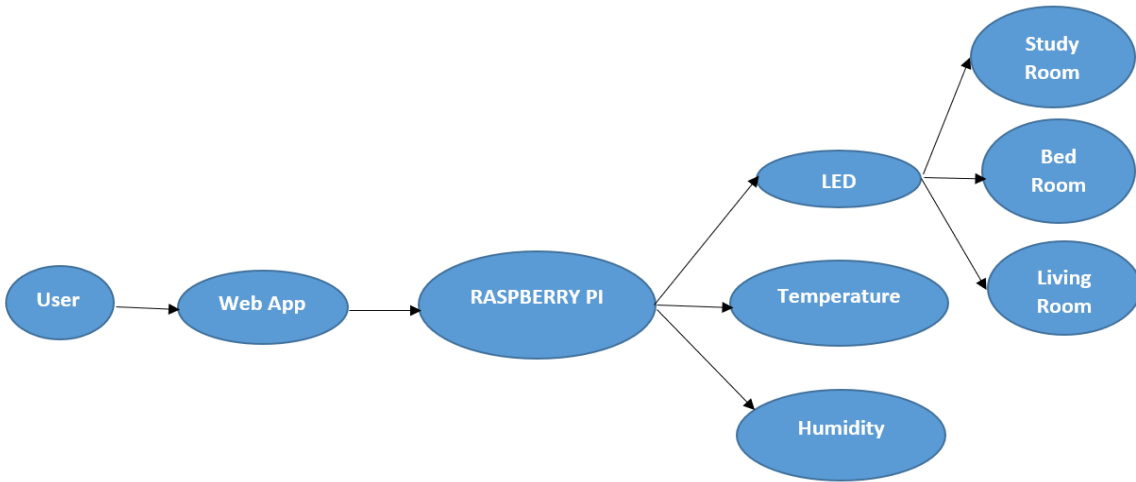 User
Web App
RASPBERRY PI
LED
Temperature
Humidity
Study
Room
Bed
Room
Living
Room